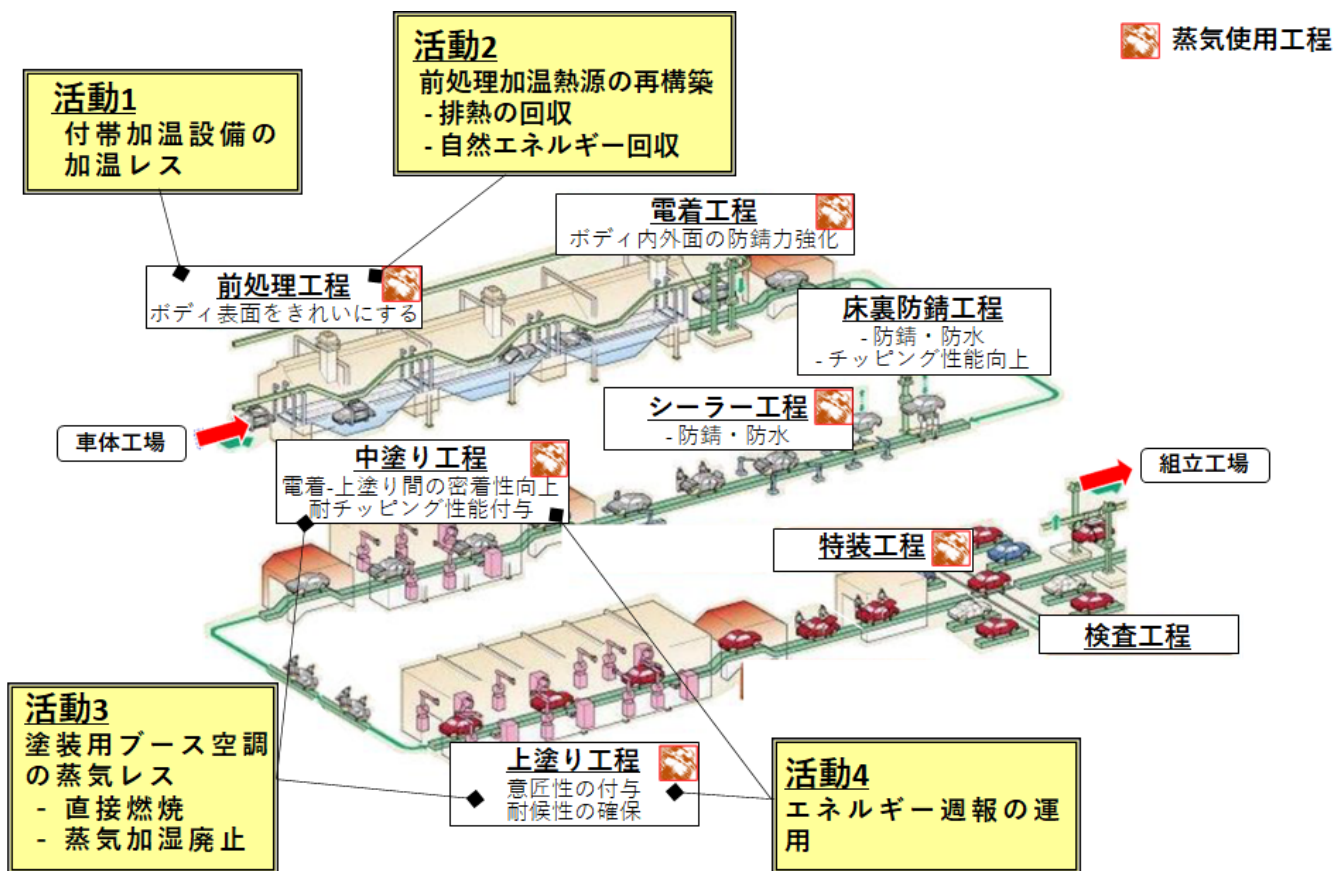 蒸気使用工程
活動1
付帯加温設備の
加温レス
活動2
前処理加温熱源の再構築
- 排熱の回収
- 自然エネルギー回収
電着工程
ボディ内外面の防錆力強化
前処理工程
ボディ表面をきれいにする
床裏防錆工程
- 防錆・防水
- チッピング性能向上
シーラー工程
- 防錆・防水
車体工場
中塗り工程
電着-上塗り間の密着性向上
耐チッピング性能付与
組立工場
特装工程
検査工程
活動3
塗装用ブース空調
の蒸気レス
- 直接燃焼
- 蒸気加湿廃止
上塗り工程
意匠性の付与
耐候性の確保
活動4
エネルギー週報の運
用